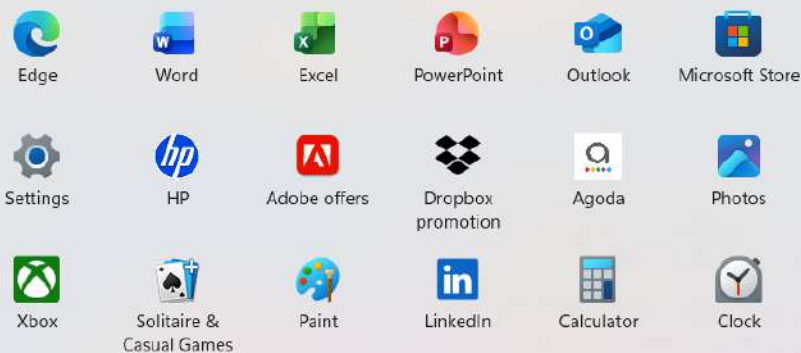 Edge Word Excel PowerPoint Outlook Microsoft Store
Settings HP Adobe offers Dropbox promotion Agoda Photos
Xbox Solitaire & Casual Games Paint LinkedIn Calculator Clock